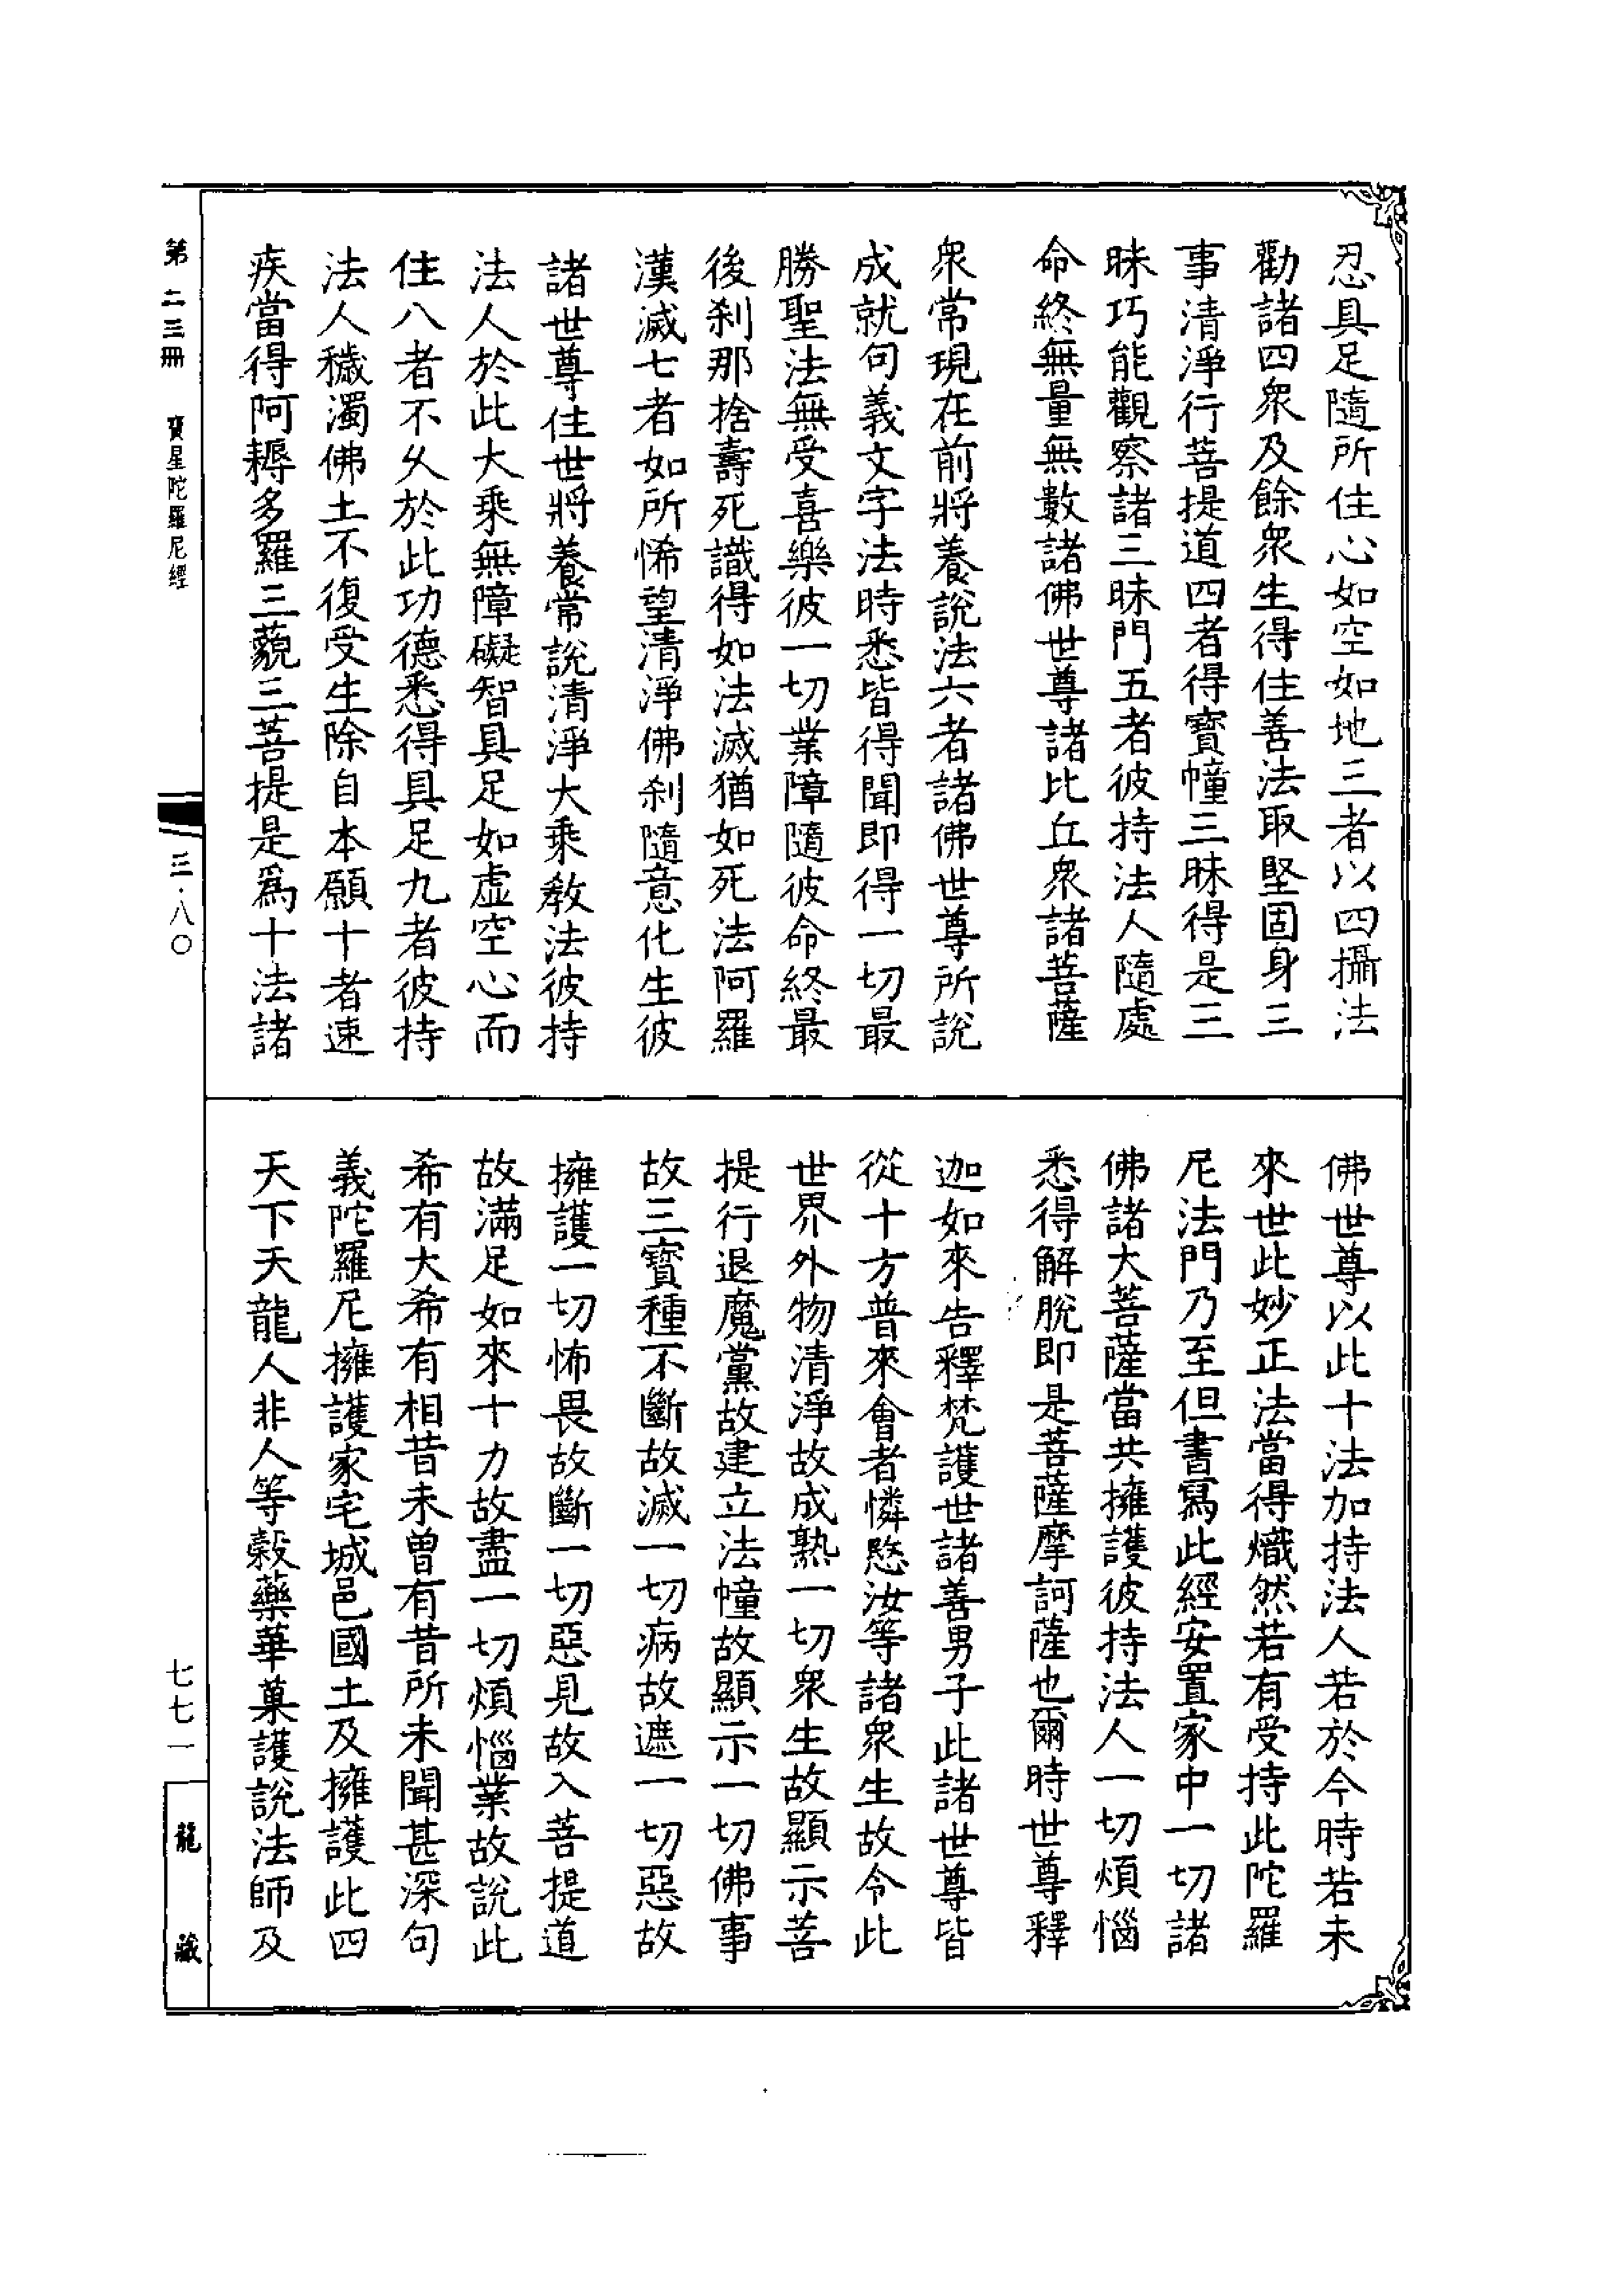 忍具足隨所住心如空如地三者以四攝法
勸諸四衆及餘衆生得住善法取堅固身三
事清淨行菩提道四者得寳幢三昧得是三
昧巧能觀察諸三昧門五者彼持法人隨處
命終無量無數諸佛世尊諸比丘衆諸菩薩
衆常現在前將養說法六者諸佛世尊所說
成就句義文字法時悉皆得聞即得一切最
勝聖法無受喜樂彼一切業障隨彼命終最
後刹那捨壽死識得如法滅猶如死法阿羅
漢滅七者如所悕望清淨佛刹隨意化生彼
諸世尊住世將養常說清淨大乘教法彼持
法人於此大乘無障礙智具足如虛空心而
住八者不久於此功德悉得具足九者彼持
法人穢濁佛土不復受生除自本願十者速
疾當得阿耨多羅三藐三菩提是爲十法諸
佛世尊以此十法加持法人若於今時若未
來世此妙正法當得熾然若有受持此陀羅
尼法門乃至但書寫此經安置家中一切諸
佛諸大菩薩當共擁護彼持法人一切煩惱
悉得解脫即是菩薩摩訶薩也爾時世尊釋
迦如來告釋梵護世諸善男子此諸世尊皆
從十方普來會者憐愍汝等諸衆生故令此
世界外物清淨故成熟一切衆生故顯示菩
提行退魔黨故建立法幢故顯示一切佛事
故三寳種不斷故滅一切病故遮一切惡故
擁護一切怖畏故斷一切惡見故入菩提道
故滿足如來十力故盡一切煩惱業故說此
希有大希有相昔未曾有昔所未聞甚深句
義陀羅尼擁護家宅城邑國土及擁護此四
天下天龍人非人等穀藥華菓護說法師及
第二三冊 寶星陀羅尼經
三·八〇
七七一
龍藏